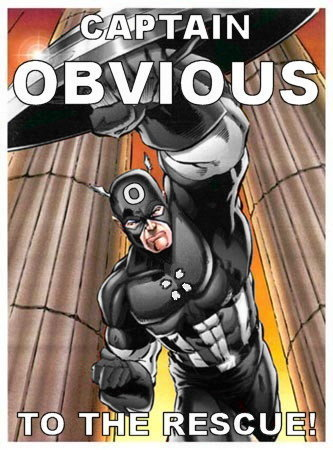 CAPTAIN
OBVIOUS
O
TO THE RESCUE!